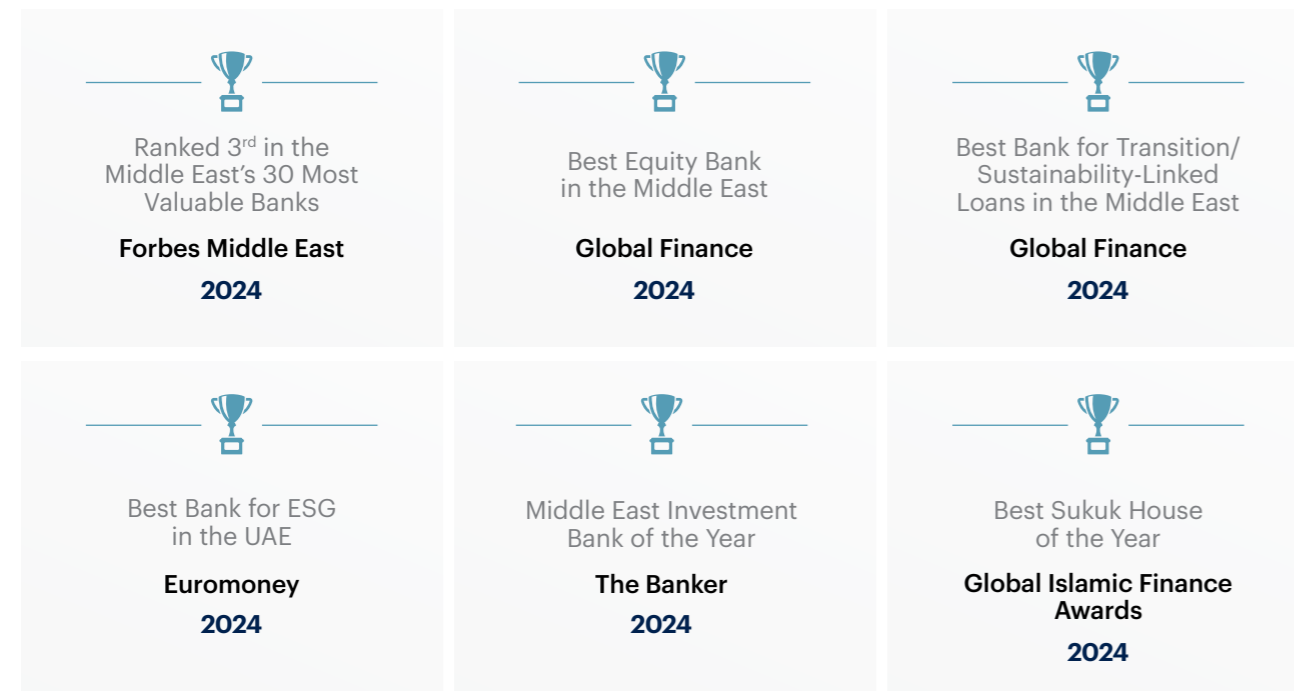 Ranked 3rd in the
Middle East's 30 Most
Valuable Banks
Forbes Middle East
2024
Best Equity Bank
in the Middle East
Global Finance
2024
Best Bank for Transition/
Sustainability-Linked
Loans in the Middle East
Global Finance
2024
Best Bank for ESG
in the UAE
Euromoney
2024
Middle East Investment
Bank of the Year
The Banker
2024
Best Sukuk House
of the Year
Global Islamic Finance
Awards
2024